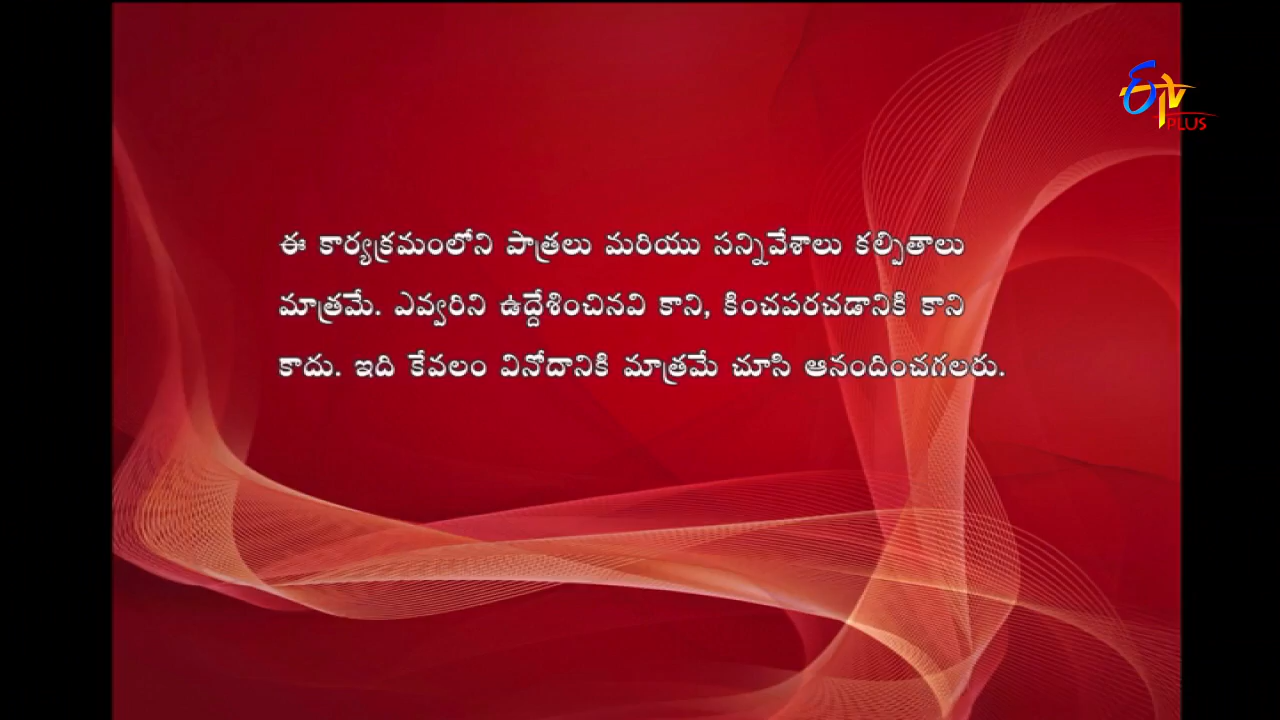 ETV
PLUS
ఈ కార్యక్రమంలోని పాత్రలు మరియు సన్నివేశాలు కల్పితాలు
మాత్రమే. ఎవ్వరిని ఉద్దేశించినవి కాని, కించపరచడానికి కాని
కాదు. ఇది కేవలం వినోదానికి మాత్రమే చూసి ఆనందించగలరు.